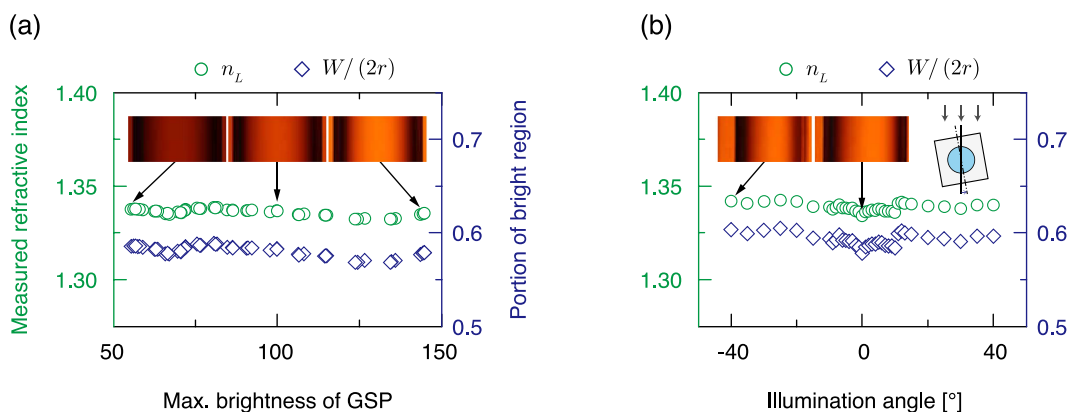 (a)
n_L W/(2r)
Measured refractive index
1.40
1.35
1.30
0.7
0.6
0.5
Portion of bright region
50 100 150
Max. brightness of GSP
(b)
n_L W/(2r)
1.40
1.35
1.30
0.7
0.6
0.5
-40 0 40
Illumination angle [°]